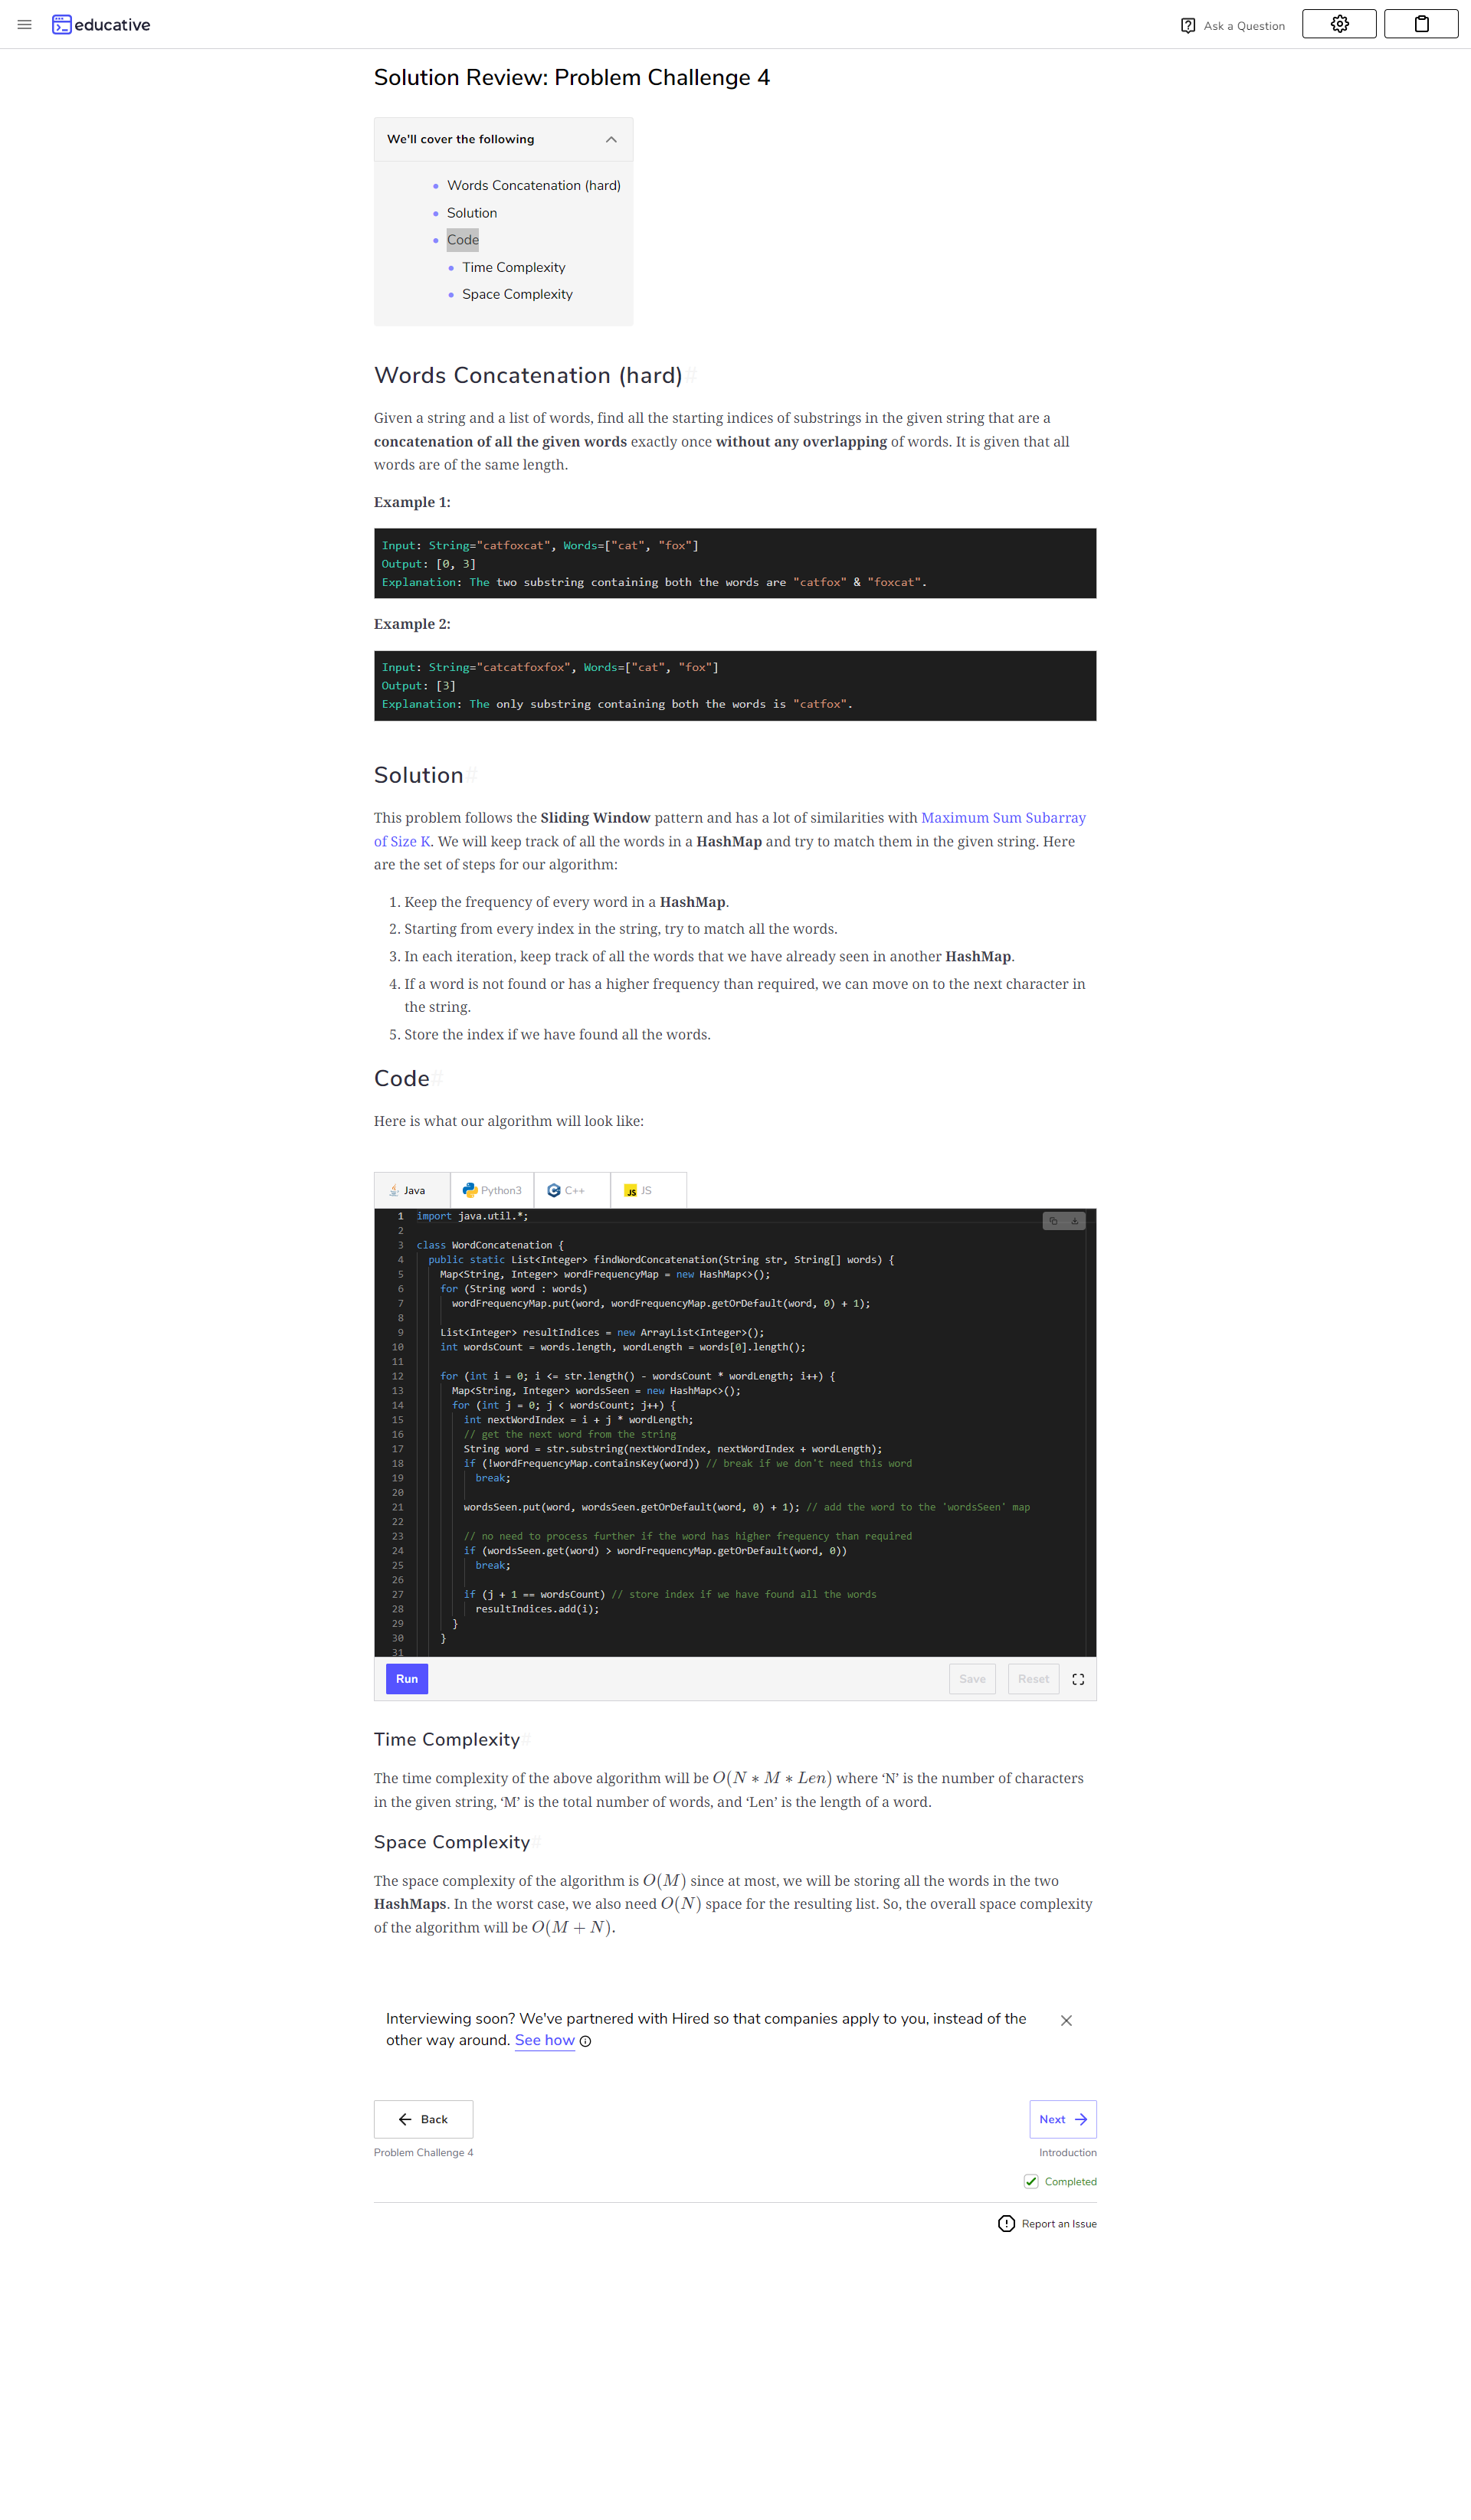 educative
Ask a Question
Solution Review: Problem Challenge 4
We'll cover the following
Words Concatenation (hard)
Solution
Code
Time Complexity
Space Complexity
Words Concatenation (hard)#
Given a string and a list of words, find all the starting indices of substrings in the given string that are a
concatenation of all the given words exactly once without any overlapping of words. It is given that all
words are of the same length.
Example 1:
Input: String="catfoxcat", Words=["cat", "fox"]
Output: [0, 3]
Explanation: The two substring containing both the words are "catfox" & "foxcat".
Example 2:
Input: String="catcatfoxfox", Words=["cat", "fox"]
Output: [3]
Explanation: The only substring containing both the words is "catfox".
Solution#
This problem follows the Sliding Window pattern and has a lot of similarities with Maximum Sum Subarray
of Size K. We will keep track of all the words in a HashMap and try to match them in the given string. Here
are the set of steps for our algorithm:
1. Keep the frequency of every word in a HashMap.
2. Starting from every index in the string, try to match all the words.
3. In each iteration, keep track of all the words that we have already seen in another HashMap.
4. If a word is not found or has a higher frequency than required, we can move on to the next character in
the string.
5. Store the index if we have found all the words.
Code#
Here is what our algorithm will look like:
Java Python3 C++ JS JS
1 import java.util.*;
2
3 class WordConcatenation {
4 public static List<Integer> findWordConcatenation(String str, String[] words) {
5 Map<String, Integer> wordFrequencyMap = new HashMap<>();
6 for (String word : words)
7 wordFrequencyMap.put(word, wordFrequencyMap.getOrDefault(word, 0) + 1);
8
9 List<Integer> resultIndices = new ArrayList<Integer>();
10 int wordsCount = words.length, wordLength = words[0].length();
11
12 for (int i = 0; i <= str.length() - wordsCount * wordLength; i++) {
13 Map<String, Integer> wordsSeen = new HashMap<>();
14 for (int j = 0; j < wordsCount; j++) {
15 int nextWordIndex = i + j * wordLength;
16 // get the next word from the string
17 String word = str.substring(nextWordIndex, nextWordIndex + wordLength);
18 if (!wordFrequencyMap.containsKey(word)) // break if we don't need this word
19 break;
20
21 wordsSeen.put(word, wordsSeen.getOrDefault(word, 0) + 1); // add the word to the 'wordsSeen' map
22
23 // no need to process further if the word has higher frequency than required
24 if (wordsSeen.get(word) > wordFrequencyMap.getOrDefault(word, 0))
25 break;
26
27 if (j + 1 == wordsCount) // store index if we have found all the words
28 resultIndices.add(i);
29 }
30 }
31
Run Save Reset
Time Complexity#
The time complexity of the above algorithm will be O(N ∗ M ∗ Len) where ‘N’ is the number of characters
in the given string, ‘M’ is the total number of words, and ‘Len’ is the length of a word.
Space Complexity#
The space complexity of the algorithm is O(M) since at most, we will be storing all the words in the two
HashMaps. In the worst case, we also need O(N) space for the resulting list. So, the overall space complexity
of the algorithm will be O(M + N).
Interviewing soon? We've partnered with Hired so that companies apply to you, instead of the
other way around. See how
Back Next
Problem Challenge 4 Introduction
Completed
Report an Issue